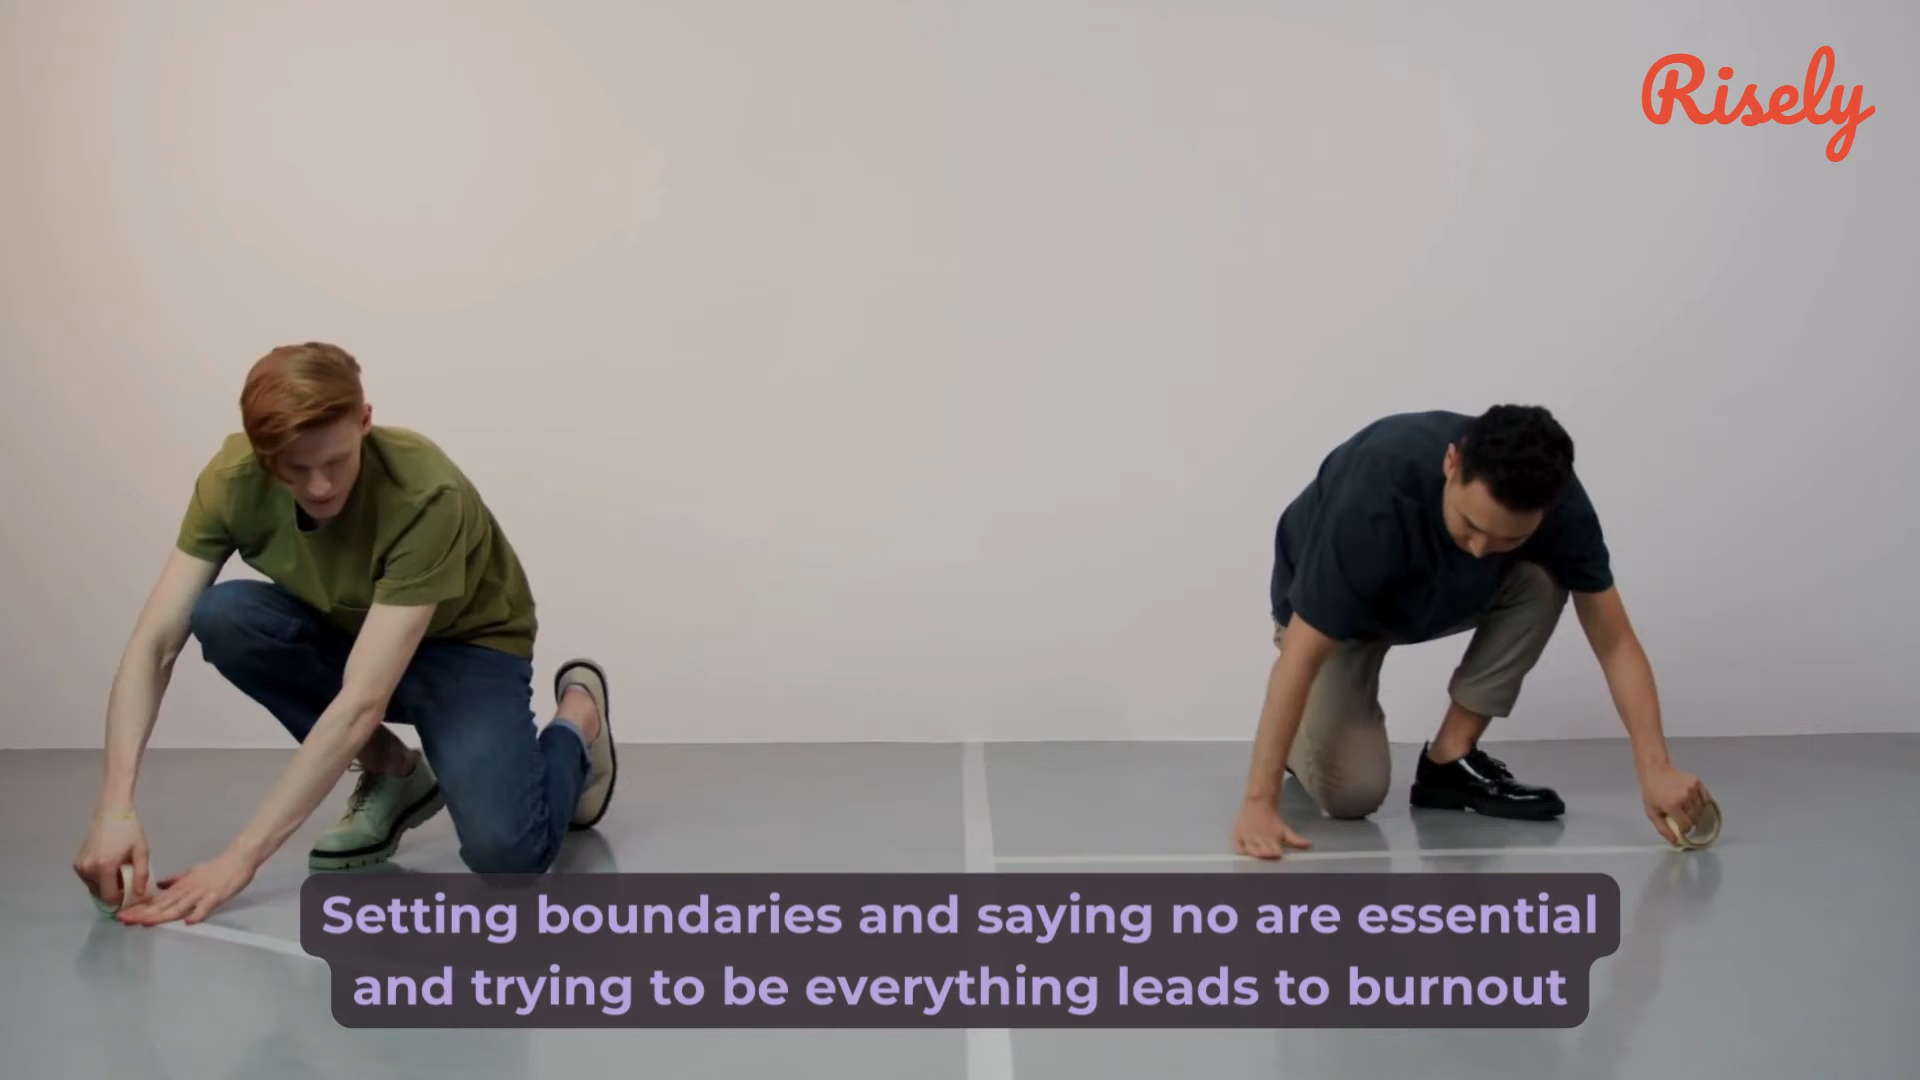 Risely
Setting boundaries and saying no are essential
and trying to be everything leads to burnout